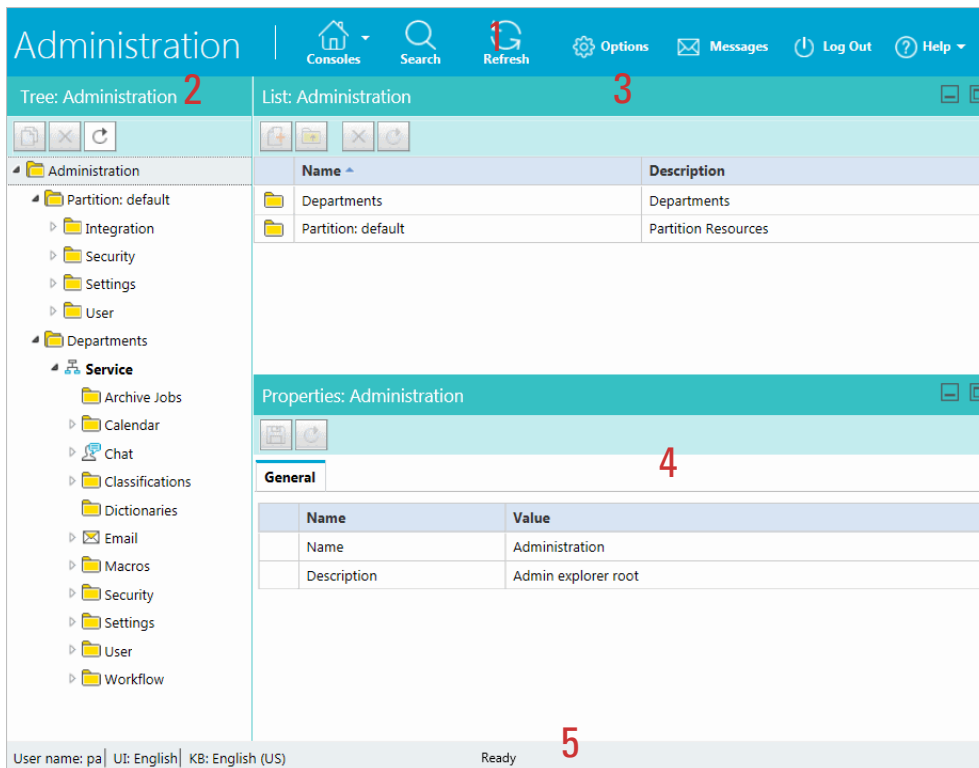 Administration
Consoles Search Refresh Options Messages Log Out Help
1
Tree: Administration 2
List: Administration 3
Administration
Partition: default
Integration
Security
Settings
User
Departments
Service
Archive Jobs
Calendar
Chat
Classifications
Dictionaries
Email
Macros
Security
Settings
User
Workflow
Name Description
Departments Departments
Partition: default Partition Resources
Properties: Administration
4
General
Name Value
Name Administration
Description Admin explorer root
User name: pa UI: English KB: English (US) Ready 5